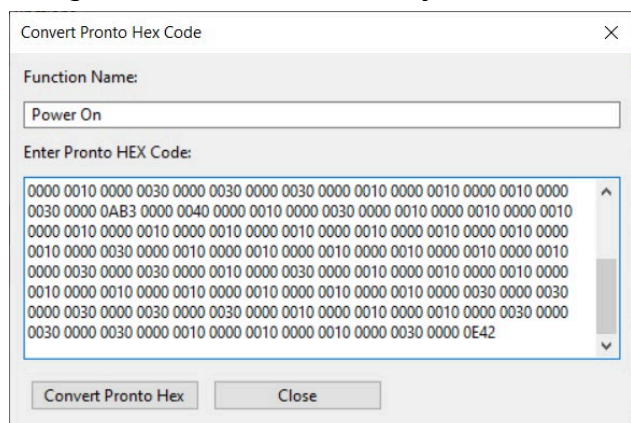 Convert Pronto Hex Code
Function Name:
Power On
Enter Pronto HEX Code:
0000 0010 0000 0030 0000 0030 0000 0030 0000 0010 0000 0010 0000 0010 0000
0030 0000 0AB3 0000 0040 0000 0010 0000 0030 0000 0010 0000 0010 0000 0010
0000 0010 0000 0010 0000 0010 0000 0010 0000 0010 0000 0010 0000 0010 0000
0010 0000 0030 0000 0010 0000 0010 0000 0010 0000 0010 0000 0010 0000 0010
0000 0030 0000 0030 0000 0010 0000 0030 0000 0010 0000 0010 0000 0010 0000
0010 0000 0010 0000 0010 0000 0010 0000 0010 0000 0010 0000 0030 0000 0030
0000 0030 0000 0030 0000 0030 0000 0010 0000 0010 0000 0010 0000 0030 0000
0030 0000 0030 0000 0010 0000 0010 0000 0010 0000 0030 0000 0E42
Convert Pronto Hex Close